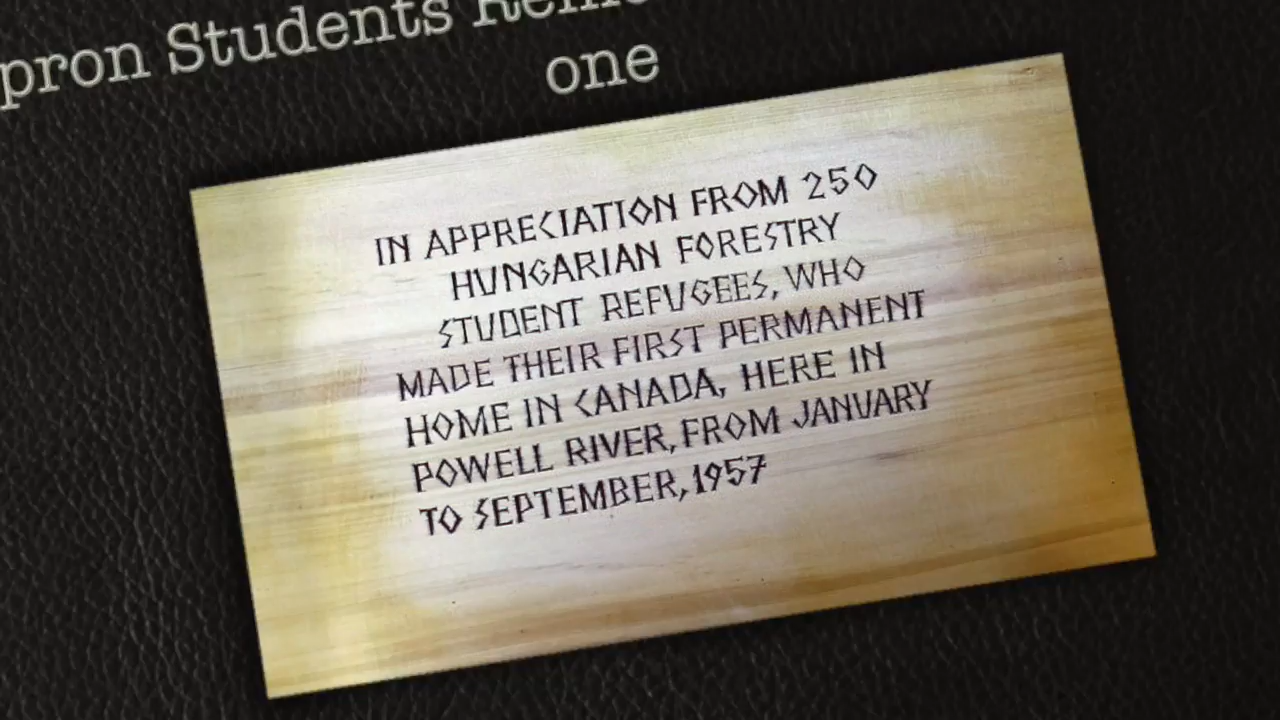 pron Students
one
IN APPRECIATION FROM 250
HUNGARIAN FORESTRY
STUDENT REFUGEES, WHO
MADE THEIR FIRST PERMANENT
HOME IN CANADA, HERE IN
POWELL RIVER, FROM JANUARY
TO SEPTEMBER, 1957